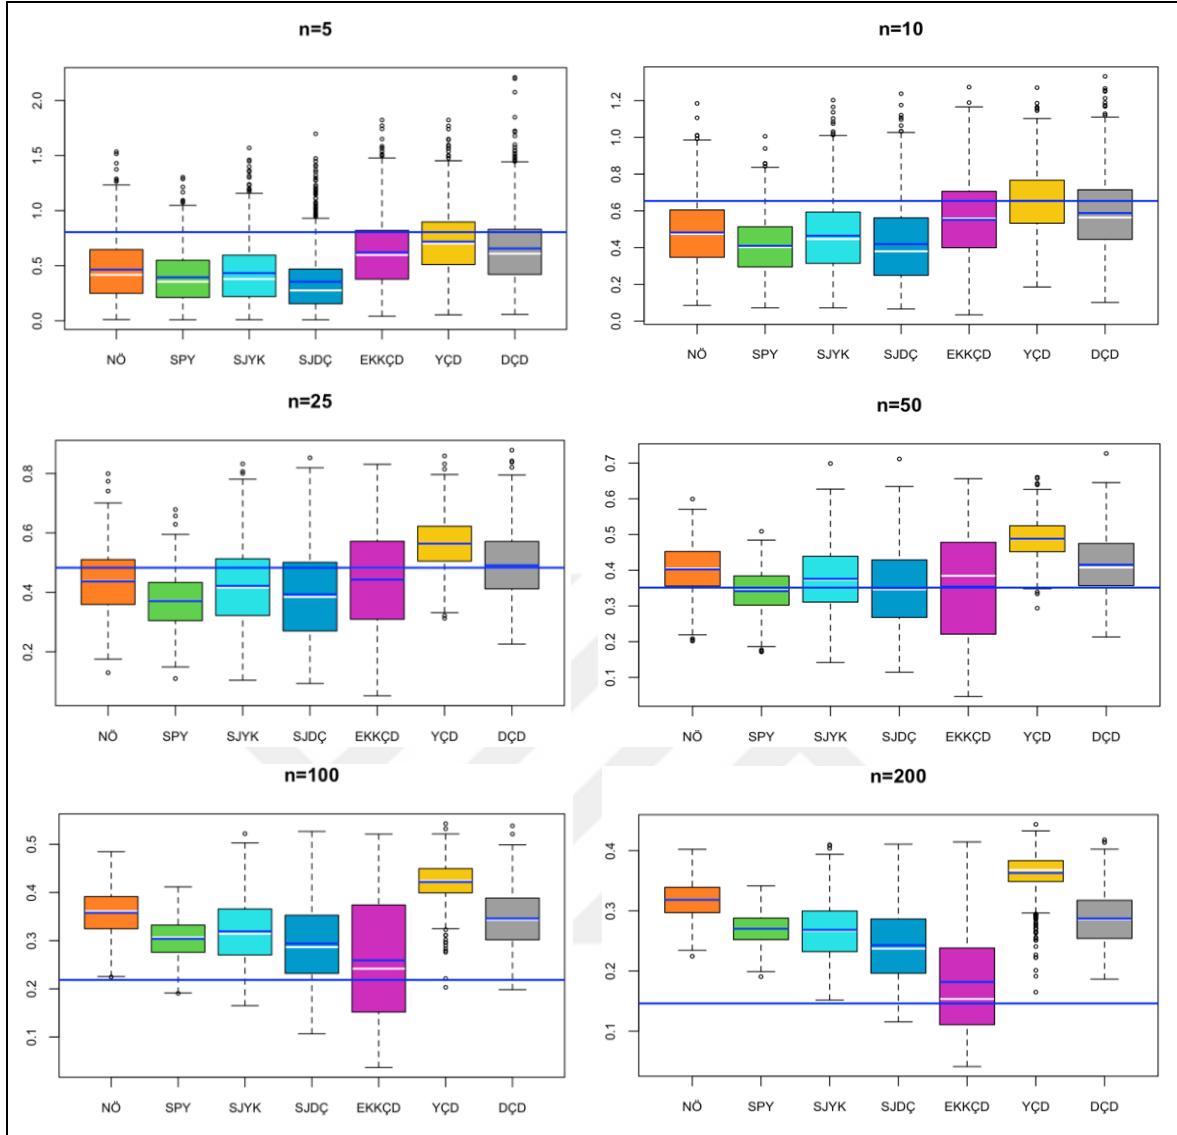 n=5
2.0
1.5
1.0
0.5
0.0
NÖ SPY SJYK SJDÇ EKKÇD YÇD DÇD
n=10
1.2
1.0
0.8
0.6
0.4
0.2
0.0
NÖ SPY SJYK SJDÇ EKKÇD YÇD DÇD
n=25
0.8
0.6
0.4
0.2
NÖ SPY SJYK SJDÇ EKKÇD YÇD DÇD
n=50
0.7
0.6
0.5
0.4
0.3
0.2
0.1
NÖ SPY SJYK SJDÇ EKKÇD YÇD DÇD
n=100
0.5
0.4
0.3
0.2
0.1
NÖ SPY SJYK SJDÇ EKKÇD YÇD DÇD
n=200
0.4
0.3
0.2
0.1
NÖ SPY SJYK SJDÇ EKKÇD YÇD DÇD